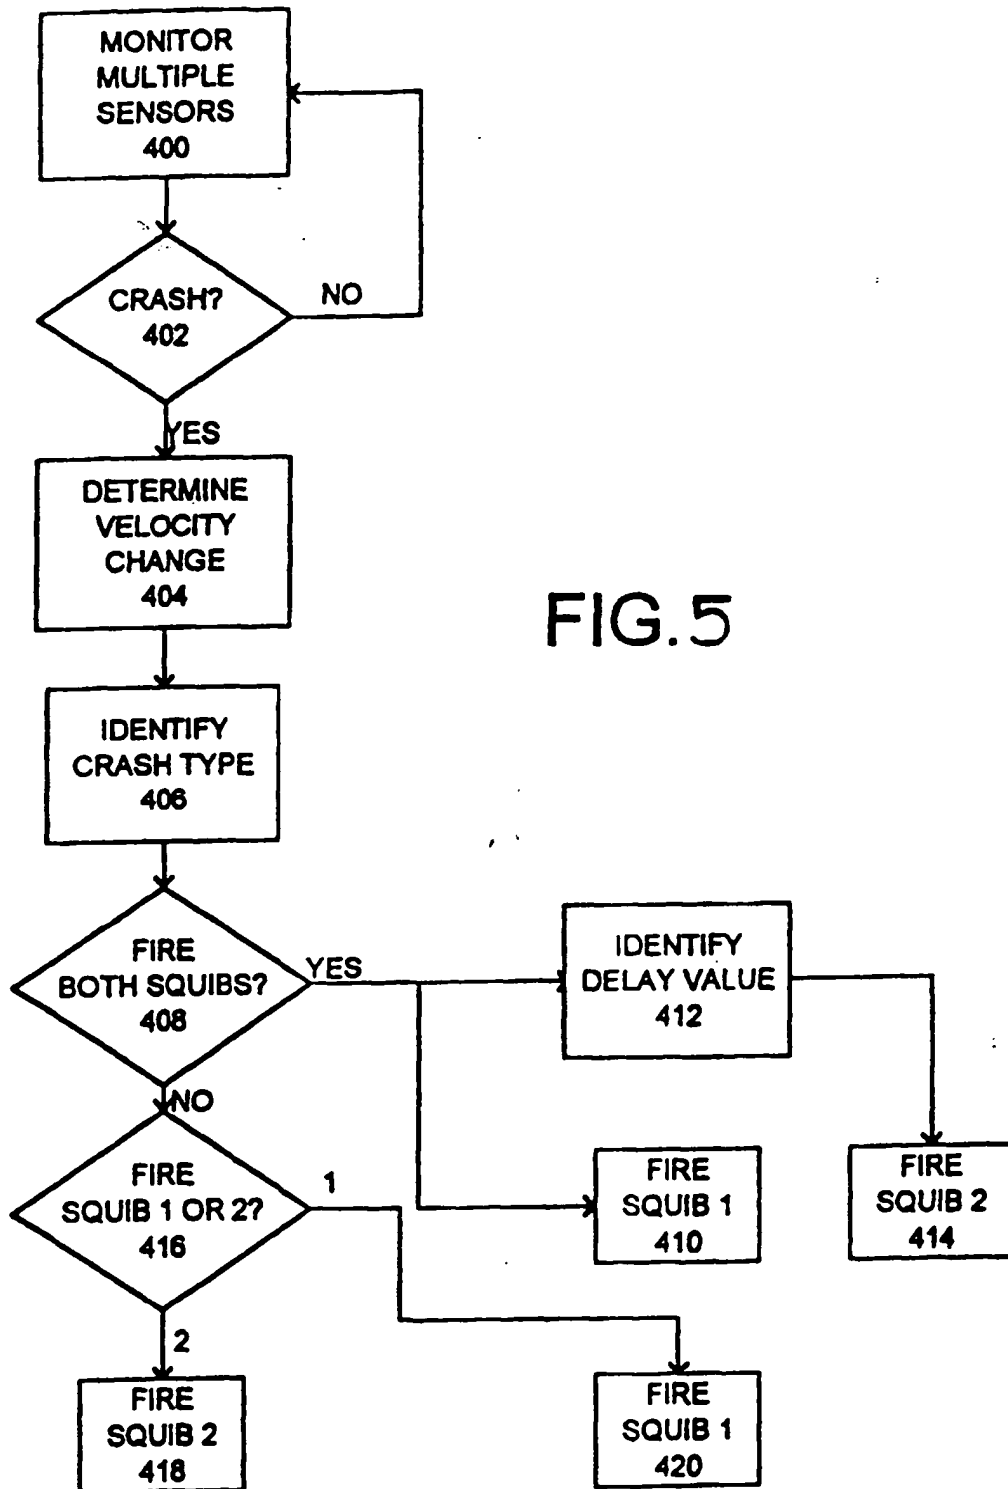 MONITOR
MULTIPLE
SENSORS
400
CRASH?
402
NO
YES
DETERMINE
VELOCITY
CHANGE
404
FIG.5
IDENTIFY
CRASH TYPE
406
FIRE
BOTH SQUIBS?
408
YES
IDENTIFY
DELAY VALUE
412
NO
FIRE
SQUIB 1 OR 2?
416
1
FIRE
SQUIB 1
410
FIRE
SQUIB 2
414
2
FIRE
SQUIB 2
418
FIRE
SQUIB 1
420